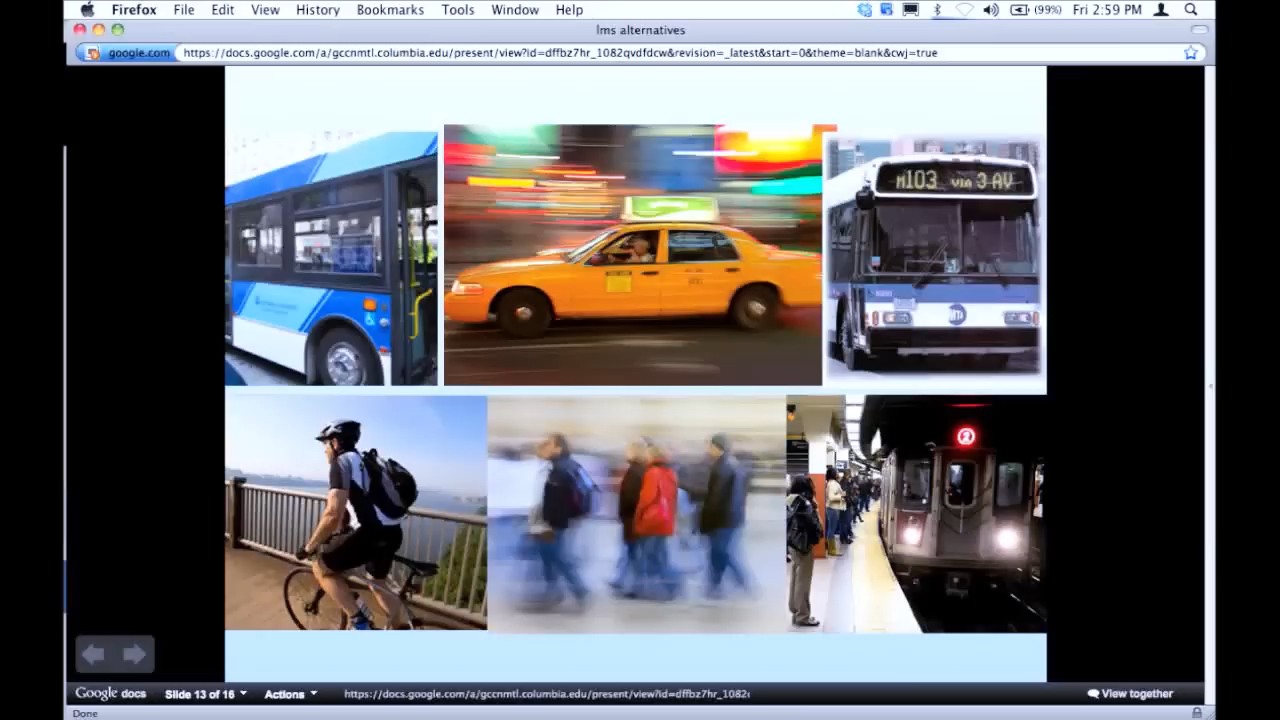 Firefox File Edit View History Bookmarks Tools Window Help (99%) Fri 2:59 PM
lms alternatives
google.com https://docs.google.com/a/gccnmtl.columbia.edu/present/view?id=dffbz7hr_1082qvdfdcw&revision=_latest&start=0&theme=blank&cwj=true
M103 via 3 AV
MTA
2
Google docs Slide 13 of 16 Actions https://docs.google.com/a/gccnmtl.columbia.edu/present/view?id=dffbz7hr_1082 View together
Done